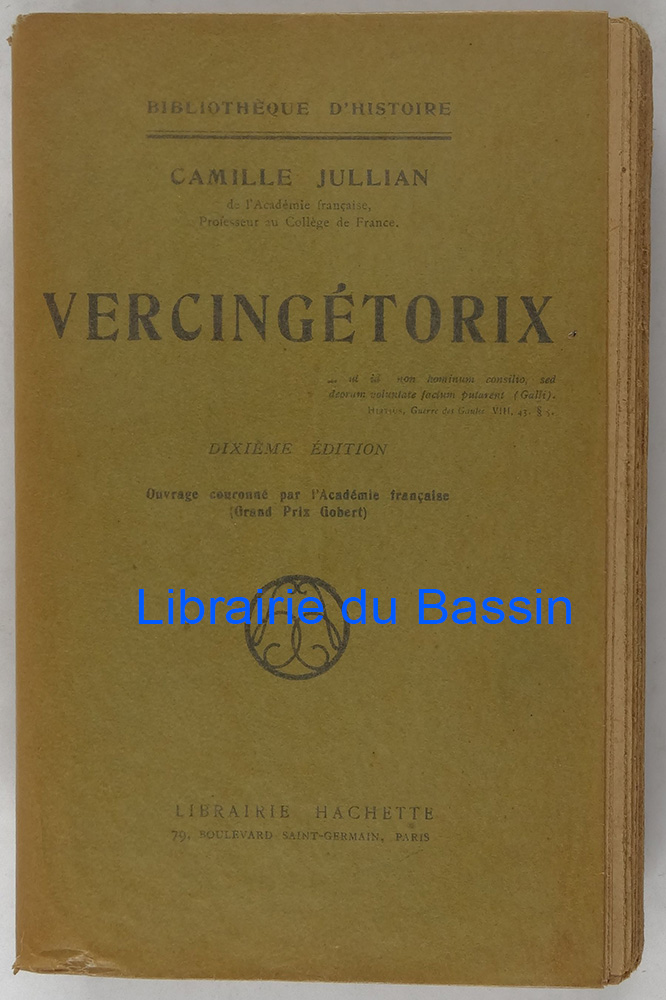 BIBLIOTHÈQUE D'HISTOIRE
CAMILLE JULLIAN
de l'Académie française,
Professeur au Collège de France.
VERCINGÉTORIX
... ut id non hominum consilio, sed
deorum voluntate factum putarent (Galli).
HIRTIUS, Guerre des Gaules VIII, 43, § 5.
DIXIÈME ÉDITION
Ouvrage couronné par l'Académie française
(Grand Prix Gobert)
Librairie du Bassin
LIBRAIRIE HACHETTE
79, BOULEVARD SAINT-GERMAIN, PARIS